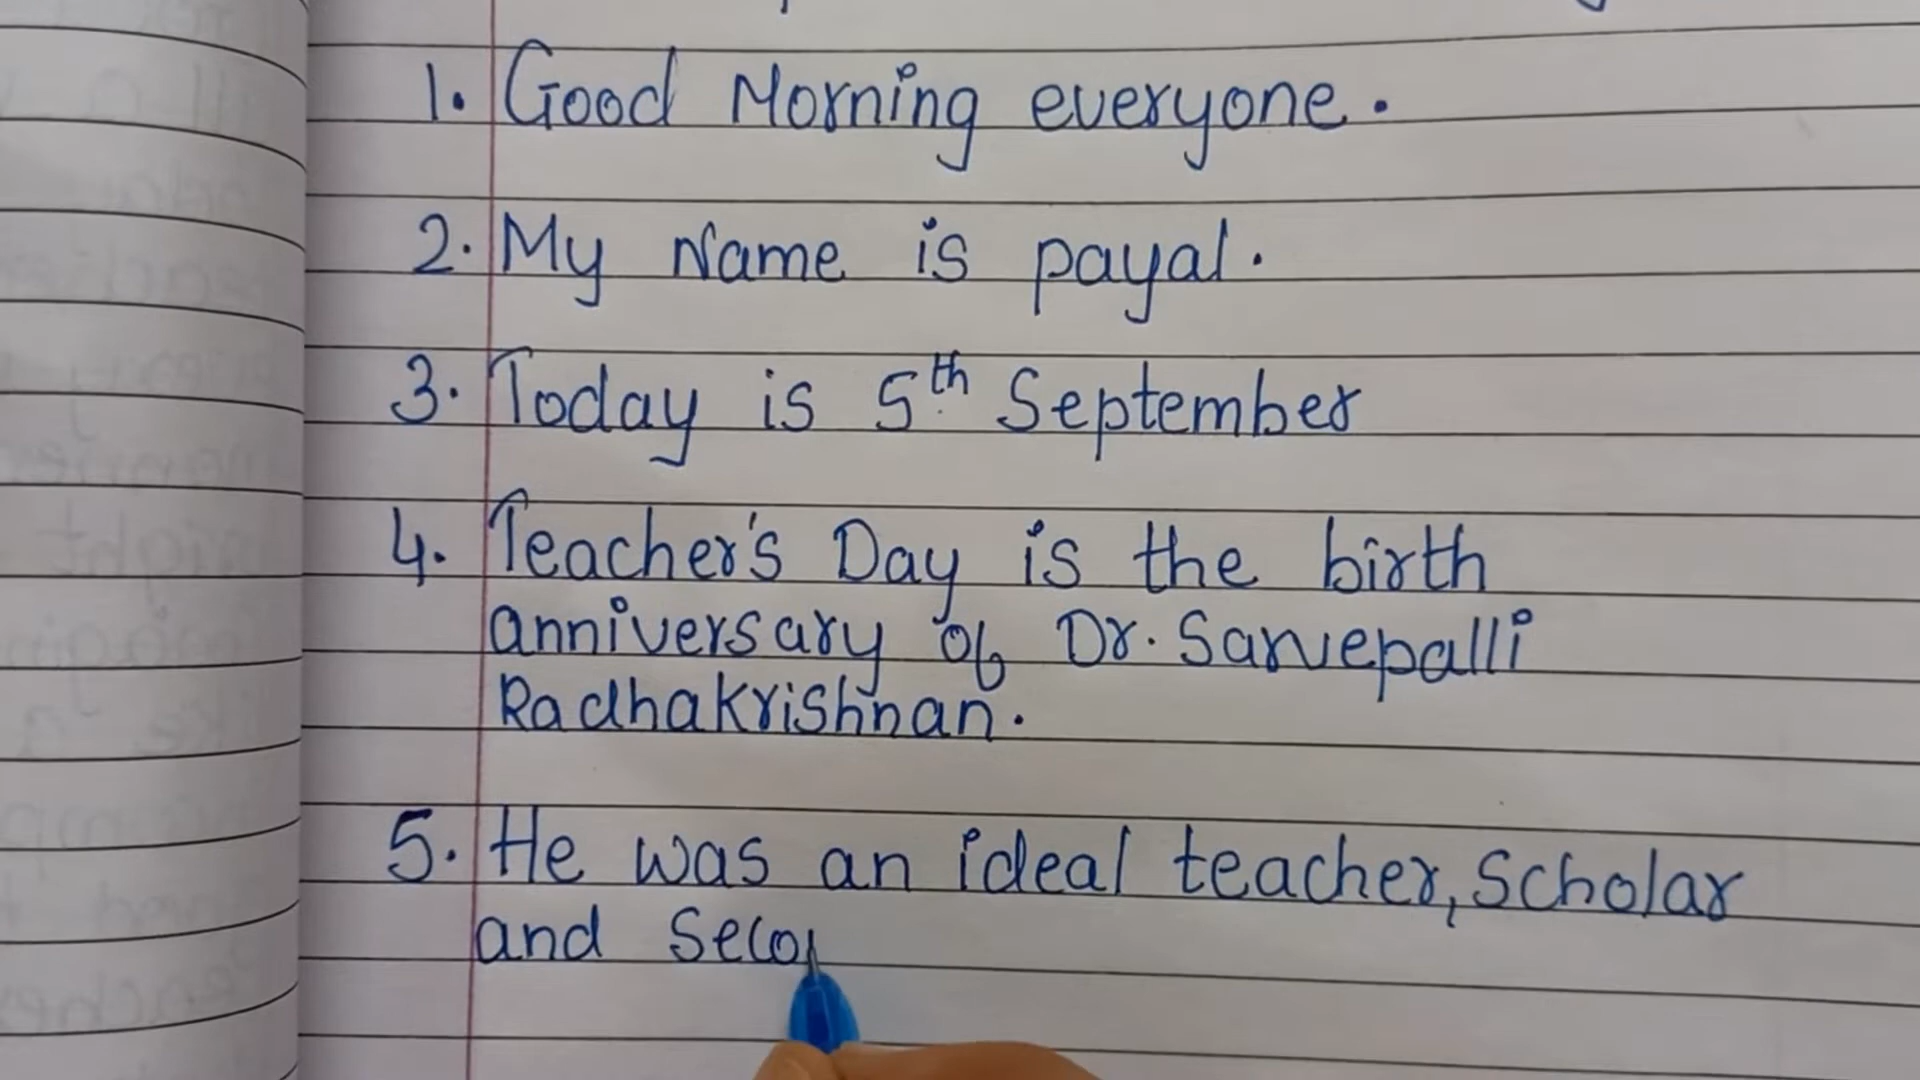 1. Good Morning everyone.
2. My Name is payal.
3. Today is 5th September
4. Teacher's Day is the birth
anniversary of Dr. Sarvepalli
Radhakrishnan.
5. He was an ideal teacher, Scholar
and Seco